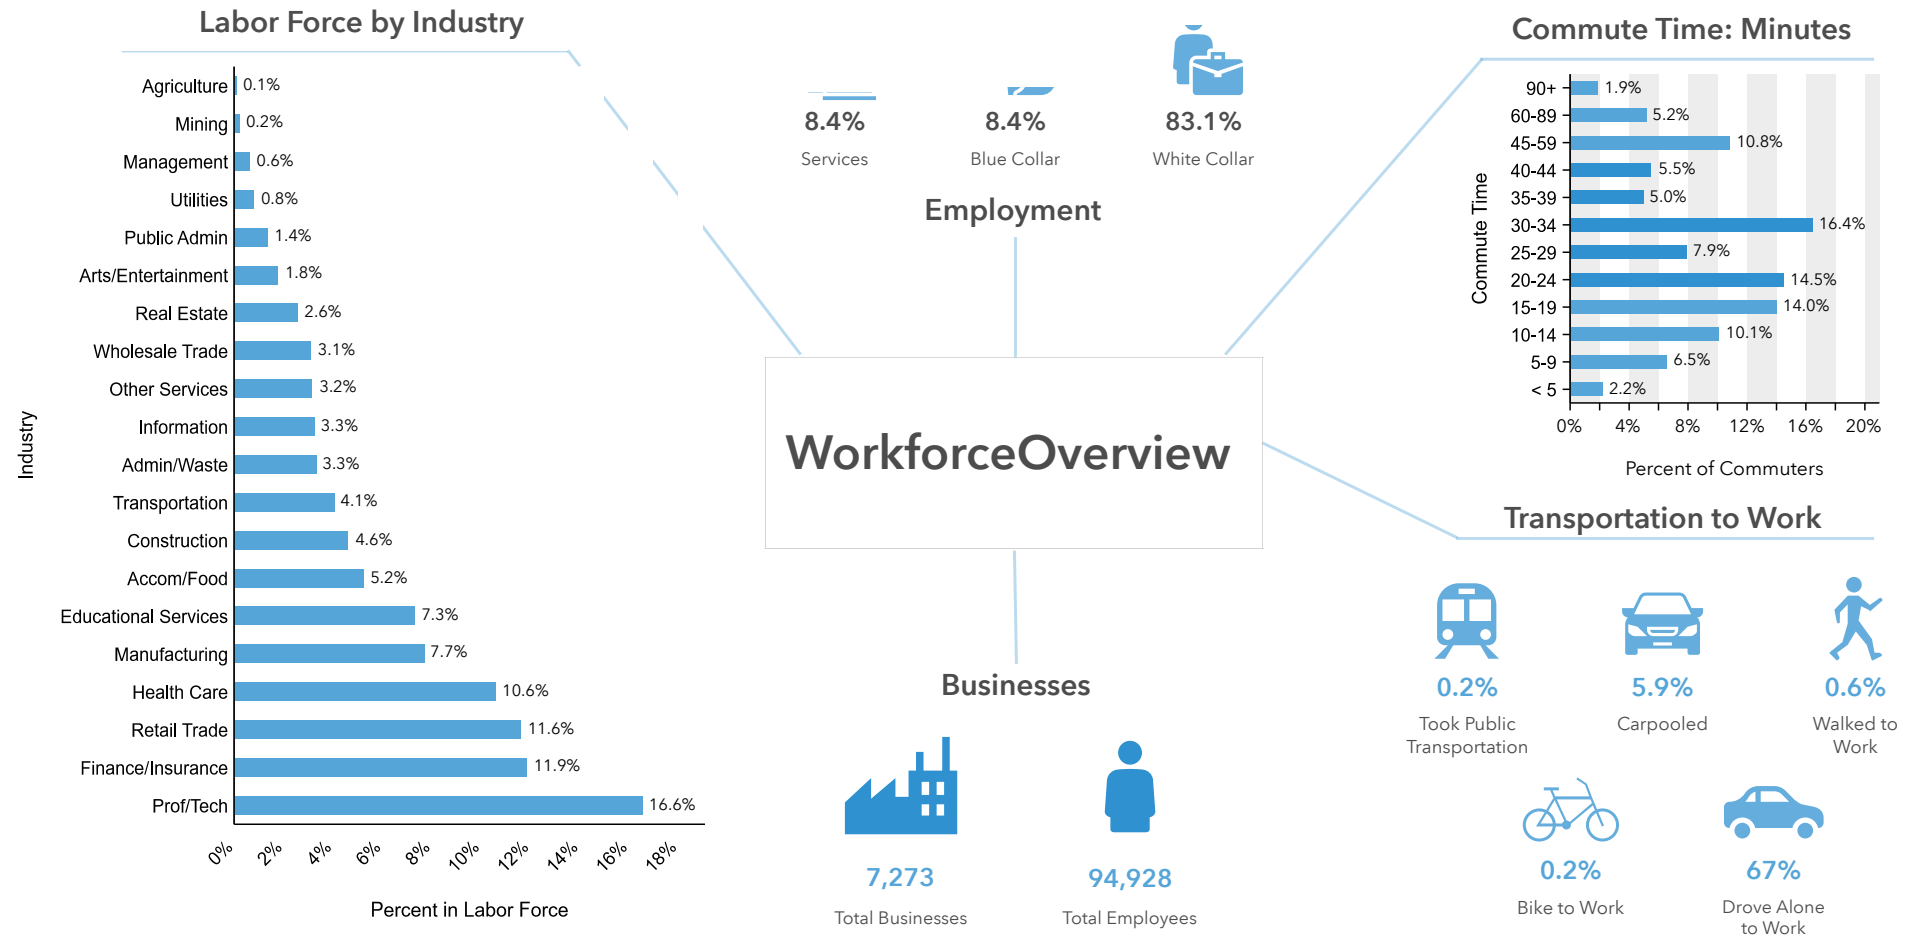 Labor Force by Industry
Industry
Agriculture 0.1%
Mining 0.2%
Management 0.6%
Utilities 0.8%
Public Admin 1.4%
Arts/Entertainment 1.8%
Real Estate 2.6%
Wholesale Trade 3.1%
Other Services 3.2%
Information 3.3%
Admin/Waste 3.3%
Transportation 4.1%
Construction 4.6%
Accom/Food 5.2%
Educational Services 7.3%
Manufacturing 7.7%
Health Care 10.6%
Retail Trade 11.6%
Finance/Insurance 11.9%
Prof/Tech 16.6%
0% 2% 4% 6% 8% 10% 12% 14% 16% 18%
Percent in Labor Force
8.4% 8.4% 83.1%
Services Blue Collar White Collar
Employment
WorkforceOverview
Businesses
7,273 94,928
Total Businesses Total Employees
Commute Time: Minutes
Commute Time
90+ 1.9%
60-89 5.2%
45-59 10.8%
40-44 5.5%
35-39 5.0%
30-34 16.4%
25-29 7.9%
20-24 14.5%
15-19 14.0%
10-14 10.1%
5-9 6.5%
< 5 2.2%
0% 4% 8% 12% 16% 20%
Percent of Commuters
Transportation to Work
0.2% 5.9% 0.6%
Took Public Carpooled Walked to
Transportation Work
0.2% 67%
Bike to Work Drove Alone
to Work